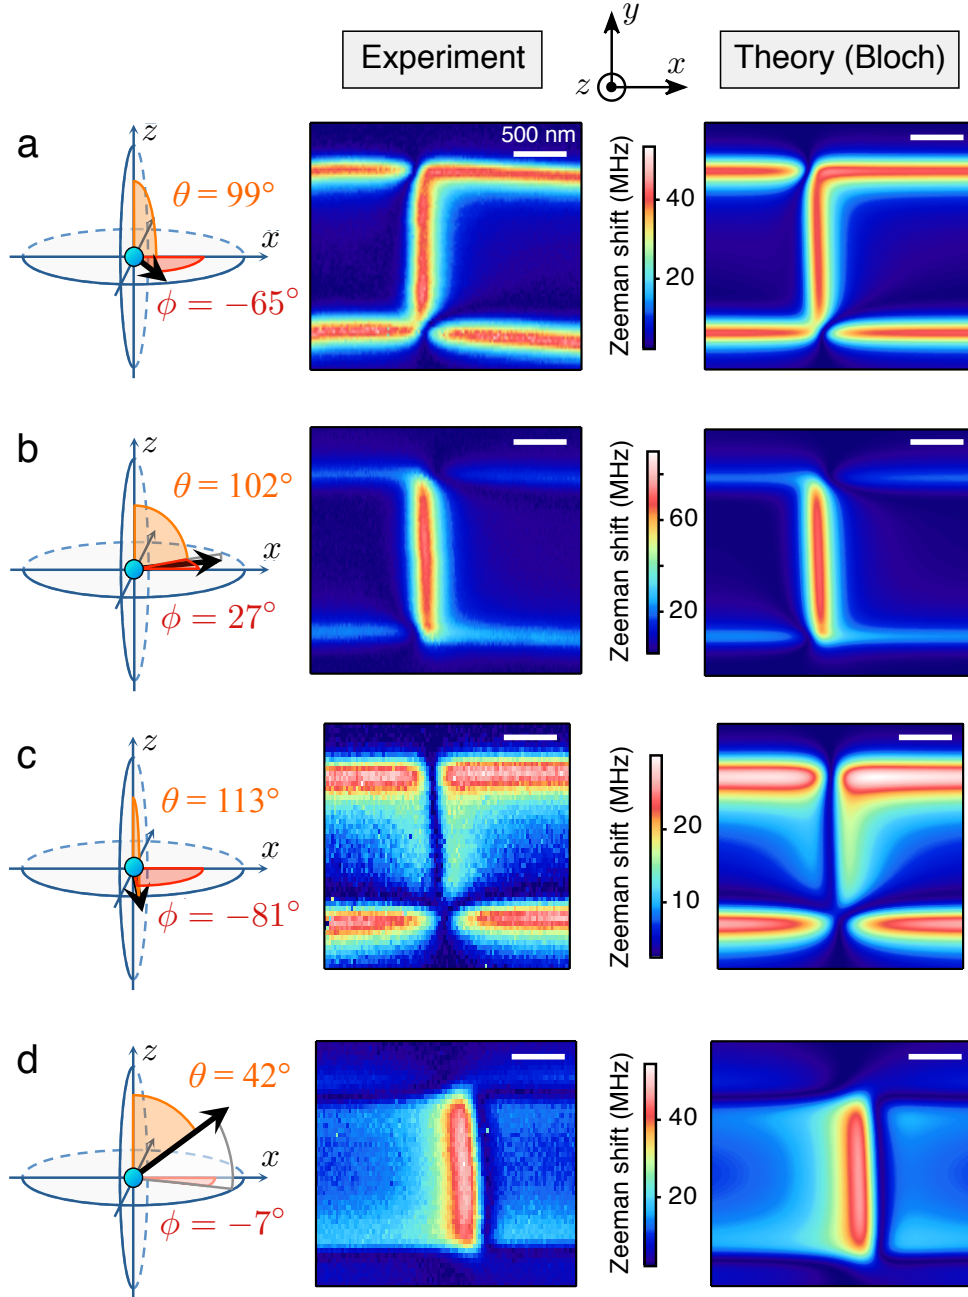 Experiment
y
x
z
Theory (Bloch)
a
z
θ = 99°
x
ϕ = −65°
500 nm
Zeeman shift (MHz)
40
20
b
z
θ = 102°
x
ϕ = 27°
Zeeman shift (MHz)
60
20
c
z
θ = 113°
x
ϕ = −81°
Zeeman shift (MHz)
20
10
d
z
θ = 42°
x
ϕ = −7°
Zeeman shift (MHz)
40
20